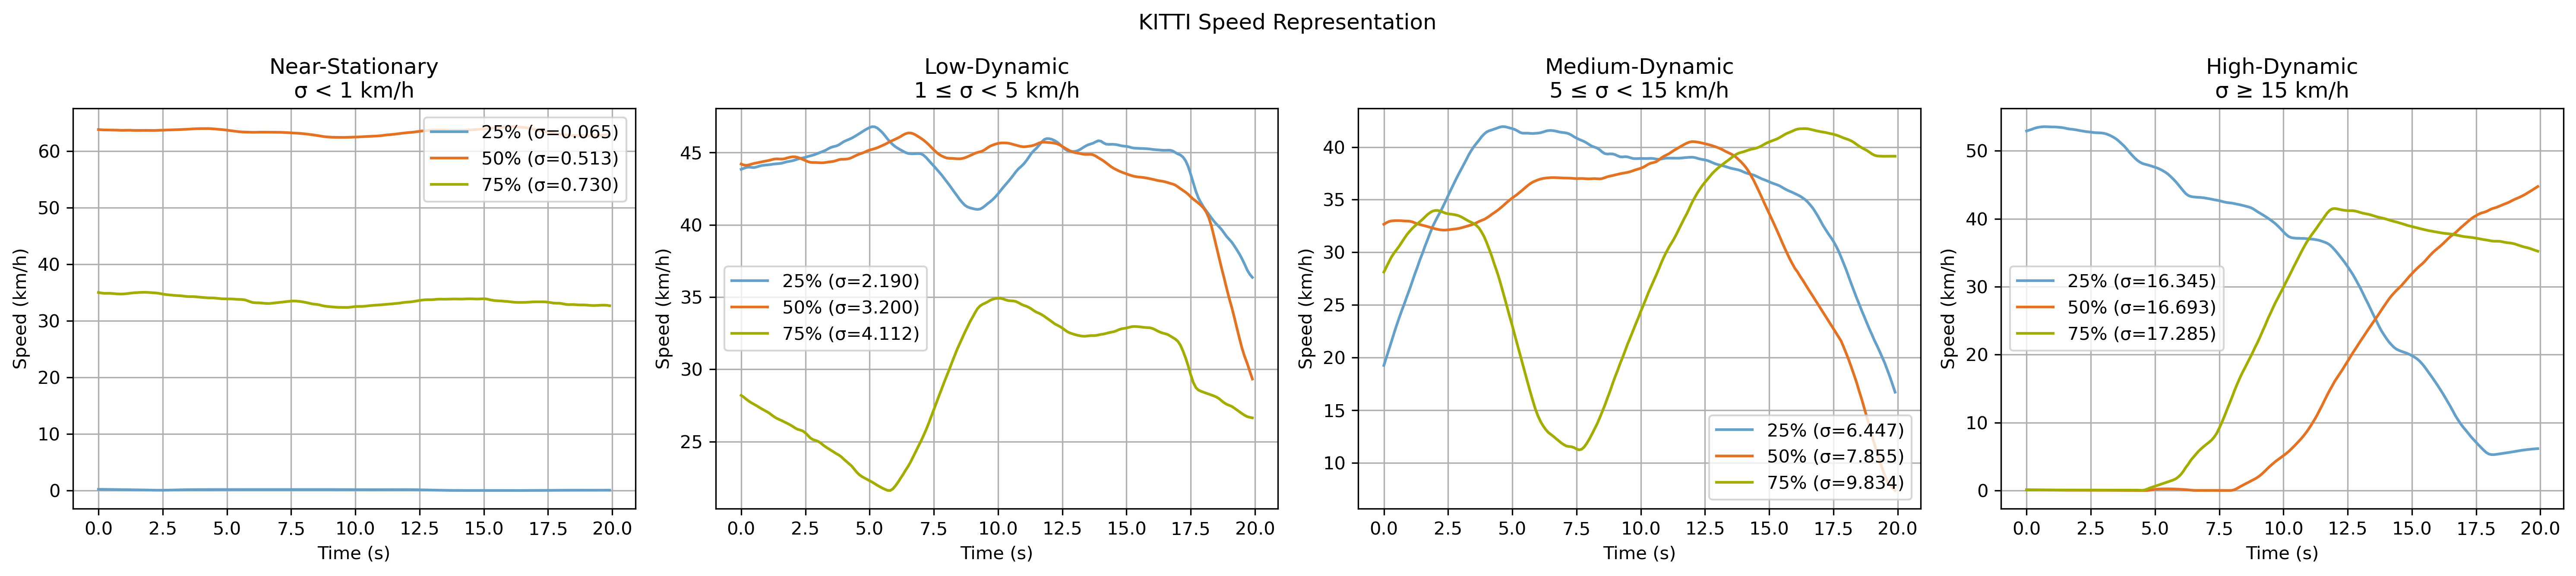 KITTI Speed Representation
Near-Stationary
σ < 1 km/h
Speed (km/h)
60
50
40
30
20
10
0
25% (σ=0.065)
50% (σ=0.513)
75% (σ=0.730)
0.0 2.5 5.0 7.5 10.0 12.5 15.0 17.5 20.0
Time (s)
Low-Dynamic
1 ≤ σ < 5 km/h
Speed (km/h)
45
40
35
30
25
25% (σ=2.190)
50% (σ=3.200)
75% (σ=4.112)
0.0 2.5 5.0 7.5 10.0 12.5 15.0 17.5 20.0
Time (s)
Medium-Dynamic
5 ≤ σ < 15 km/h
Speed (km/h)
40
35
30
25
20
15
10
25% (σ=6.447)
50% (σ=7.855)
75% (σ=9.834)
0.0 2.5 5.0 7.5 10.0 12.5 15.0 17.5 20.0
Time (s)
High-Dynamic
σ ≥ 15 km/h
Speed (km/h)
50
40
30
20
10
0
25% (σ=16.345)
50% (σ=16.693)
75% (σ=17.285)
0.0 2.5 5.0 7.5 10.0 12.5 15.0 17.5 20.0
Time (s)